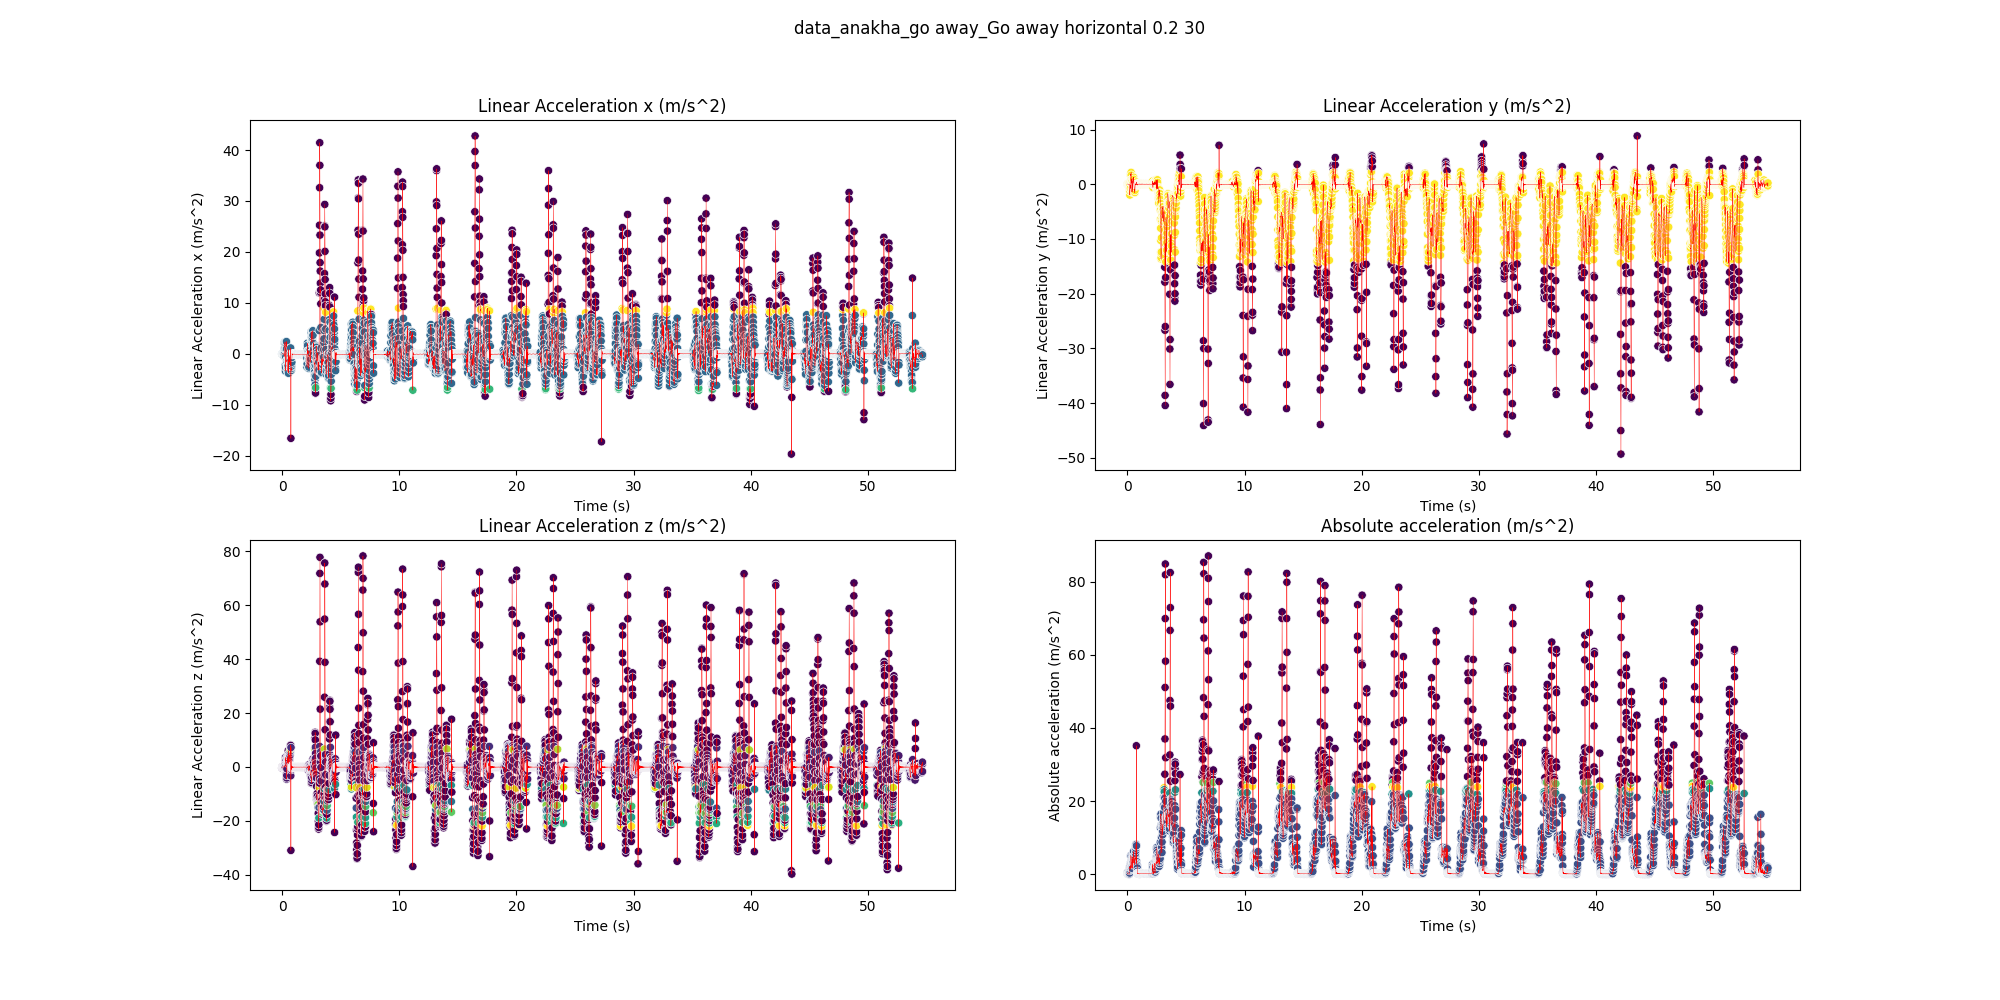 data_anakha_go away_Go away horizontal 0.2 30
Linear Acceleration x (m/s^2)
Linear Acceleration x (m/s^2)
40
30
20
10
0
−10
−20
0 10 20 30 40 50
Time (s)
Linear Acceleration y (m/s^2)
Linear Acceleration y (m/s^2)
10
0
−10
−20
−30
−40
−50
0 10 20 30 40 50
Time (s)
Linear Acceleration z (m/s^2)
Linear Acceleration z (m/s^2)
80
60
40
20
0
−20
−40
0 10 20 30 40 50
Time (s)
Absolute acceleration (m/s^2)
Absolute acceleration (m/s^2)
80
60
40
20
0
0 10 20 30 40 50
Time (s)